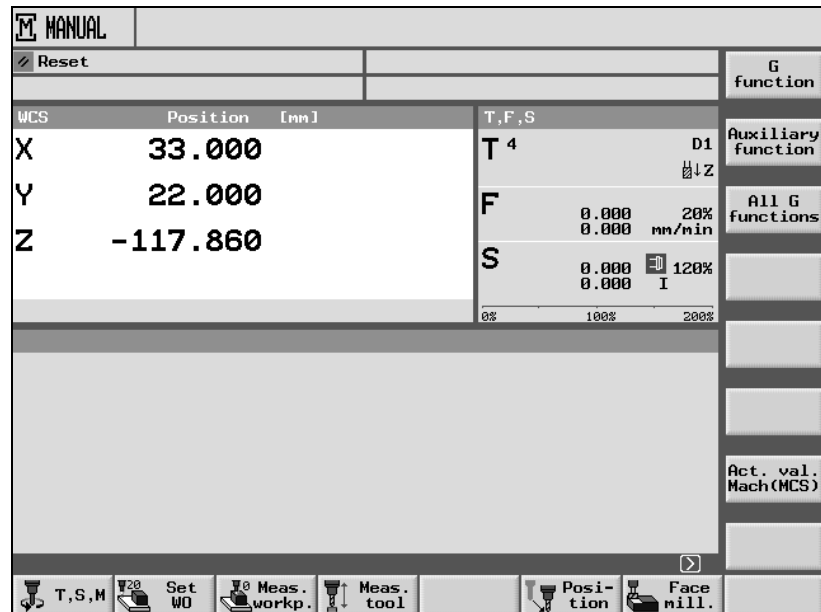 M MANUAL
Reset
WCS Position [mm]
X 33.000
Y 22.000
Z -117.860
T,F,S
T 4 D1
↓Z
F 0.000 20%
0.000 mm/min
S 0.000 120%
0.000 I
0% 100% 200%
G
function
Auxiliary
function
All G
functions
Act. val.
Mach(MCS)
T,S,M
20 Set
WO
0 Meas.
workp.
Meas.
tool
Posi-
tion
Face
mill.